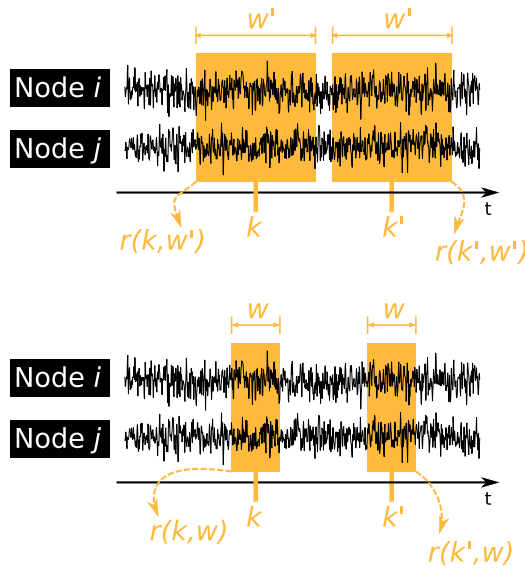 w' w'
Node i
Node j
t
k k'
r(k,w') r(k',w')
w w
Node i
Node j
t
k k'
r(k,w) r(k',w)